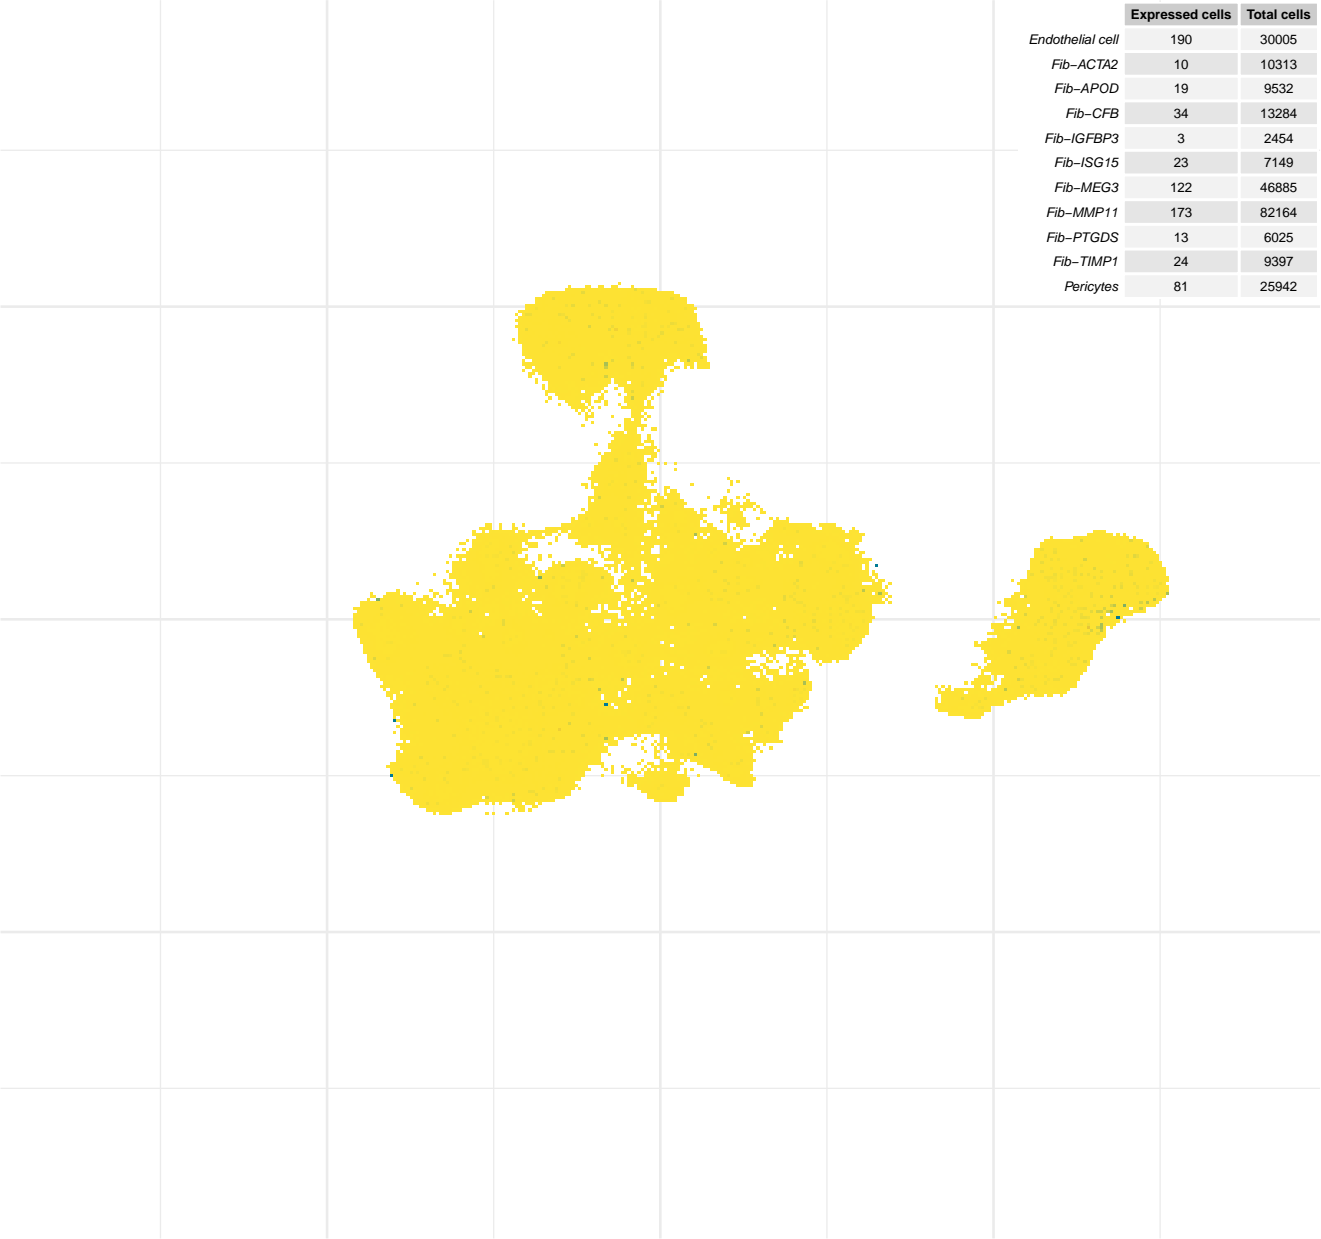 Expressed cells Total cells
Endothelial cell 190 30005
Fib−ACTA2 10 10313
Fib−APOD 19 9532
Fib−CFB 34 13284
Fib−IGFBP3 3 2454
Fib−ISG15 23 7149
Fib−MEG3 122 46885
Fib−MMP11 173 82164
Fib−PTGDS 13 6025
Fib−TIMP1 24 9397
Pericytes 81 25942